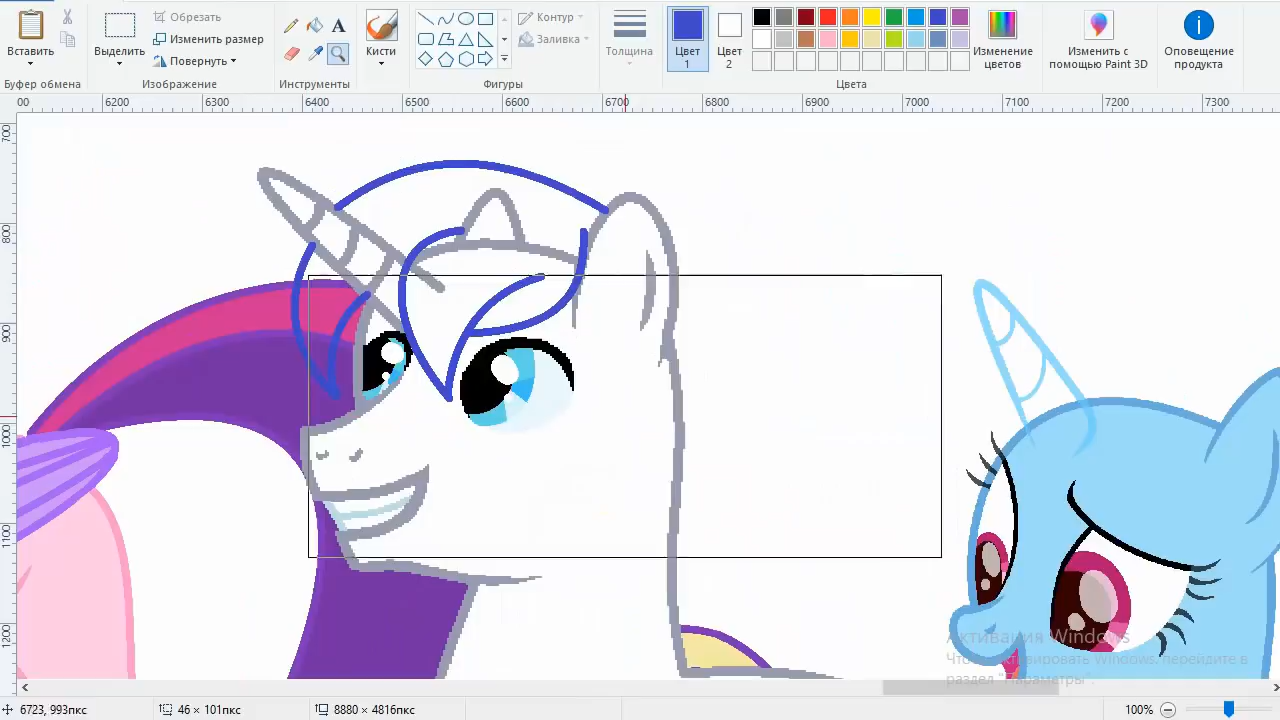 Вставить
Выделить
Обрезать
Изменить размер
Повернуть
A
Кисти
Контур
Заливка
Толщина
Цвет
1
Цвет
2
Изменение
цветов
Изменить с
помощью Paint 3D
Оповещение
продукта
Буфер обмена
Изображение
Инструменты
Фигуры
Цвета
00 6200 6300 6400 6500 6600 6700 6800 6900 7000 7100 7200 7300
700
800
900
1000
1100
1200
Активация Windows
Чтобы активировать Windows, перейдите в
раздел "Параметры".
6723, 993пкс
46 × 101пкс
8880 × 4816пкс
100%